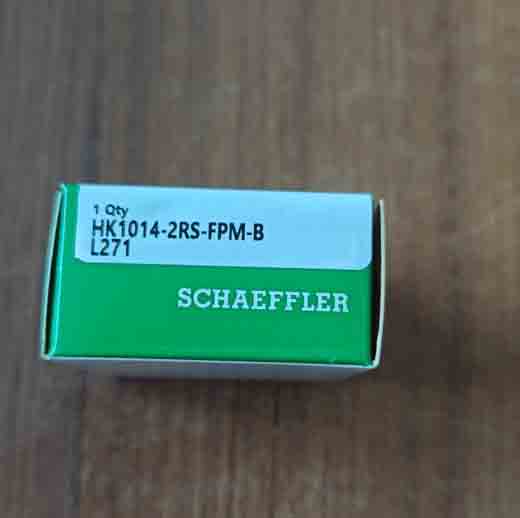 1 Qty
HK1014-2RS-FPM-B
L271
SCHAEFFLER